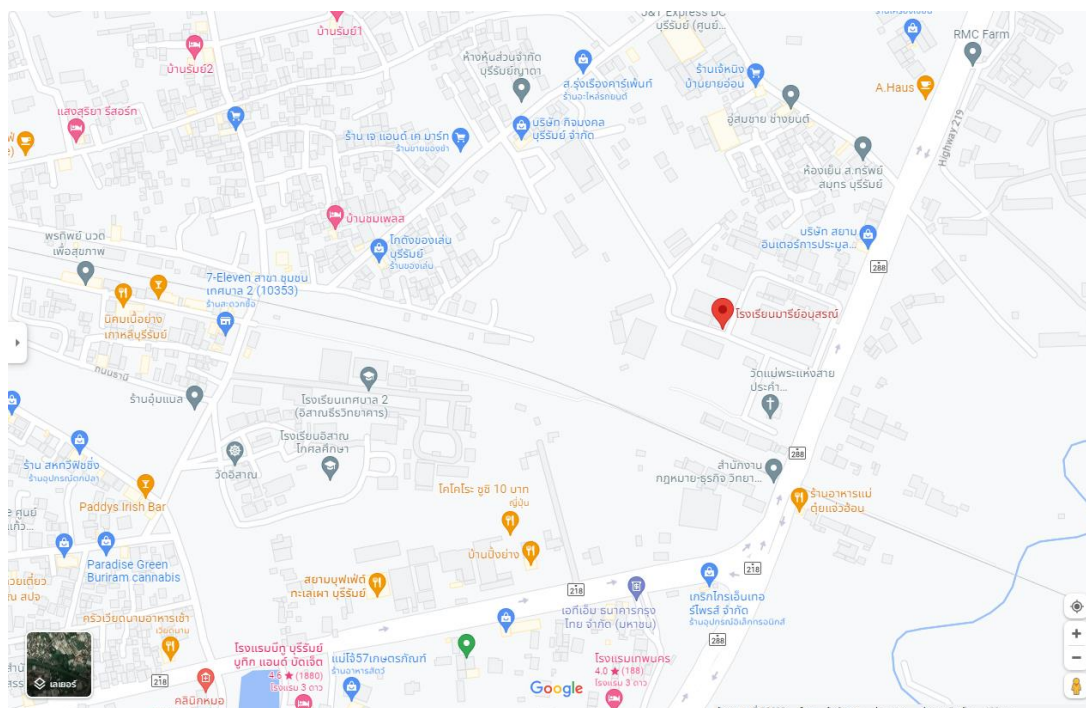 J&T Express DC
บุรีรัมย์ (ศูนย์...
บ้านรัมย์1
RMC Farm
บ้านรัมย์2
ห้างหุ้นส่วนจำกัด
บุรีรัมย์ญาดา
ส.รุ่งเรืองคาร์เพ้นท์
ร้านอะไหล่รถยนต์
ร้านเจ้หนิง
บ้านยายอ่อน
A.Haus
แสงสุริยา รีสอร์ท
อู่สมชาย ช่างยนต์
Highway 219
บริษัท กิจมงคล
บุรีรัมย์ จำกัด
ร้าน เจ แอนด์ เค มาร์ท
ร้านขายของชำ
ห้องเย็น ส.ทรัพย์
สมุทร บุรีรัมย์
บ้านชมเพลส
พรทิพย์ นวด
เพื่อสุขภาพ
โกดังของเล่น
บุรีรัมย์
ร้านของเล่น
บริษัท สยาม
อินเตอร์การประมูล...
288
7-Eleven สาขา ชุมชน
เทศบาล 2 (10353)
ร้านสะดวกซื้อ
นิคมเนื้อย่าง
เกาหลีบุรีรัมย์
โรงเรียนมารีย์อนุสรณ์
ถนนธานี
ร้านอุ้มแนล
โรงเรียนเทศบาล 2
(อิสาณธีรวิทยาคาร)
วัดแม่พระแห่งสาย
ประคำ...
โรงเรียนอิสาณ
โกศลศึกษา
วัดอิสาณ
288
ร้าน สหทวีฟิชชิ่ง
ร้านอุปกรณ์ตกปลา
สำนักงาน
กฎหมาย-ธุรกิจ วิทยา...
Paddys Irish Bar
โคโคโระ ซูชิ 10 บาท
ญี่ปุ่น
ร้านอาหารแม่
ตุ๋ยแจ่วฮ้อน
บ้านปิ้งย่าง
Paradise Green
Buriram cannabis
218
สยามบุฟเฟ่ต์
ทะเลเผา บุรีรัมย์
218
เอทีเอ็ม ธนาคารกรุง
ไทย จำกัด (มหาชน)
เกริกไกรเอ็นเทอ
ร์ไพรส์ จำกัด
ร้านอุปกรณ์อิเล็กทรอนิกส์
ครัวเวียดนามอาหารเช้า
เวียดนาม
288
โรงแรมบีทู บุรีรัมย์
บูทิก แอนด์ บัดเจ็ต
4.6 ★ (1880)
โรงแรม 3 ดาว
แม่โจ้57เกษตรภัณฑ์
ร้านอาหารสัตว์
โรงแรมเทพนคร
4.0 ★ (188)
โรงแรม 3 ดาว
218
เลเยอร์
คลินิกหมอ
Google